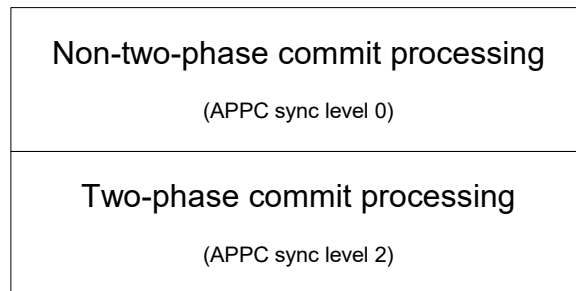 Non-two-phase commit processing
(APPC sync level 0)
Two-phase commit processing
(APPC sync level 2)